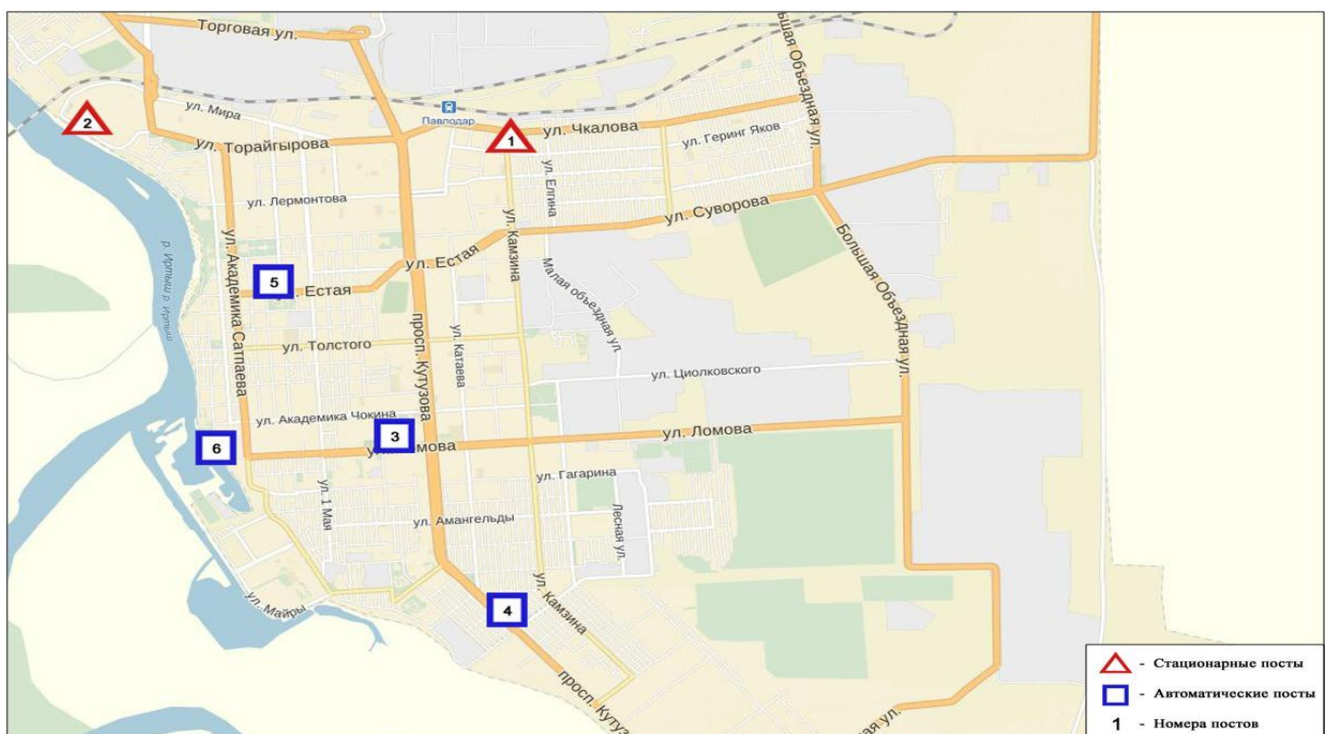 Торговая ул.
Большая Объездная ул.
2
ул. Мира
Павлодар
1
ул. Чкалова
ул. Торайгырова
ул. Геринг Яков
ул. Елгина
ул. Лермонтова
ул. Суворова
ул. Камзина
ул. Академика Сатпаева
р. Иртыш
р. Иртыш
ул. Естая
5
Естая
Малая объездная ул.
Большая Объездная ул.
просп. Кутузова
ул. Катаева
ул. Толстого
ул. Циолковского
ул. Академика Чокина
3
6
ул. Ломова
ул. Гагарина
ул. 1 Мая
ул. Амангельды
Лесная ул.
ул. Камзина
ул. Майры
4
просп. Кутуз
ная ул.
- Стационарные посты
- Автоматические посты
1 - Номера постов